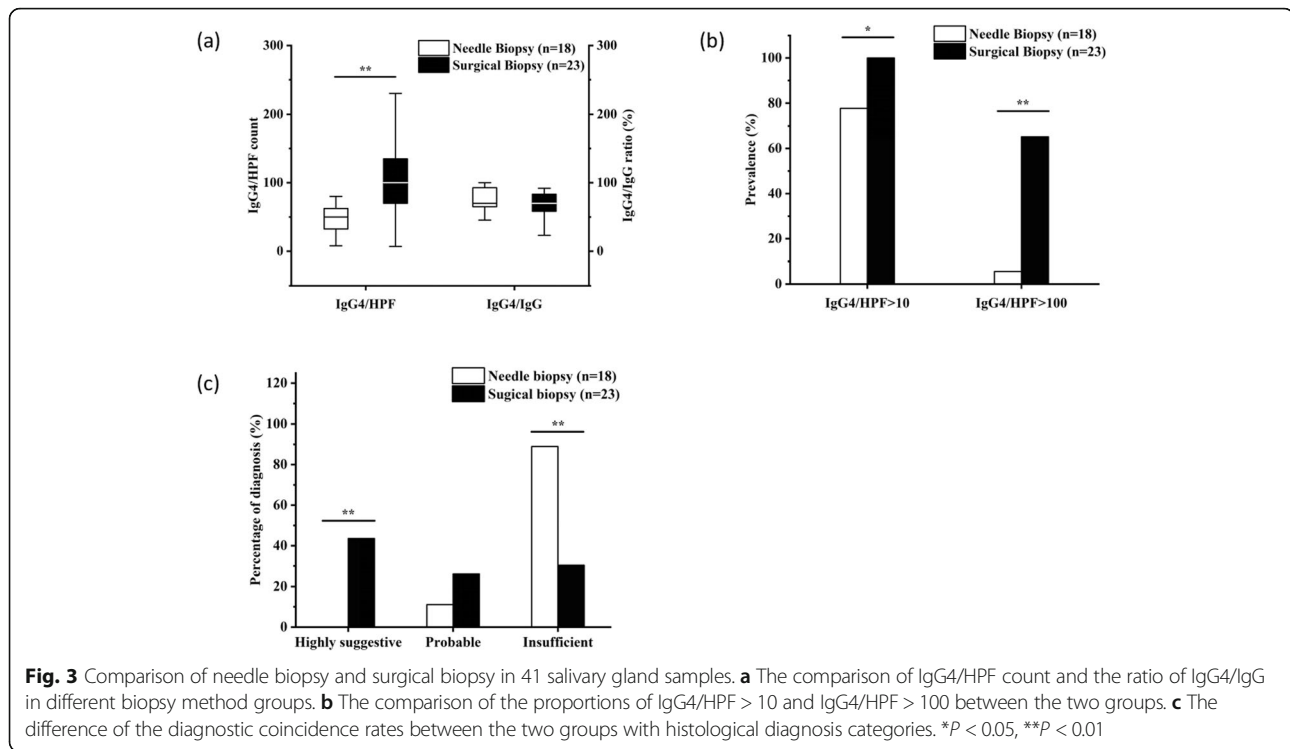 (a)
300
200
100
0
IgG4/HPF count
**
Needle Biopsy (n=18)
Surgical Biopsy (n=23)
300
200
100
0
IgG4/IgG ratio (%)
IgG4/HPF
IgG4/IgG
(b)
100
80
60
40
20
0
Prevalence (%)
*
**
Needle Biopsy (n=18)
Surgical Biopsy (n=23)
IgG4/HPF>10
IgG4/HPF>100
(c)
120
100
80
60
40
20
0
Percentage of diagnosis (%)
Needle biopsy (n=18)
Sugical biopsy (n=23)
**
**
Highly suggestive
Probable
Insufficient
Fig. 3 Comparison of needle biopsy and surgical biopsy in 41 salivary gland samples. a The comparison of IgG4/HPF count and the ratio of IgG4/IgG
in different biopsy method groups. b The comparison of the proportions of IgG4/HPF > 10 and IgG4/HPF > 100 between the two groups. c The
difference of the diagnostic coincidence rates between the two groups with histological diagnosis categories. *P < 0.05, **P < 0.01